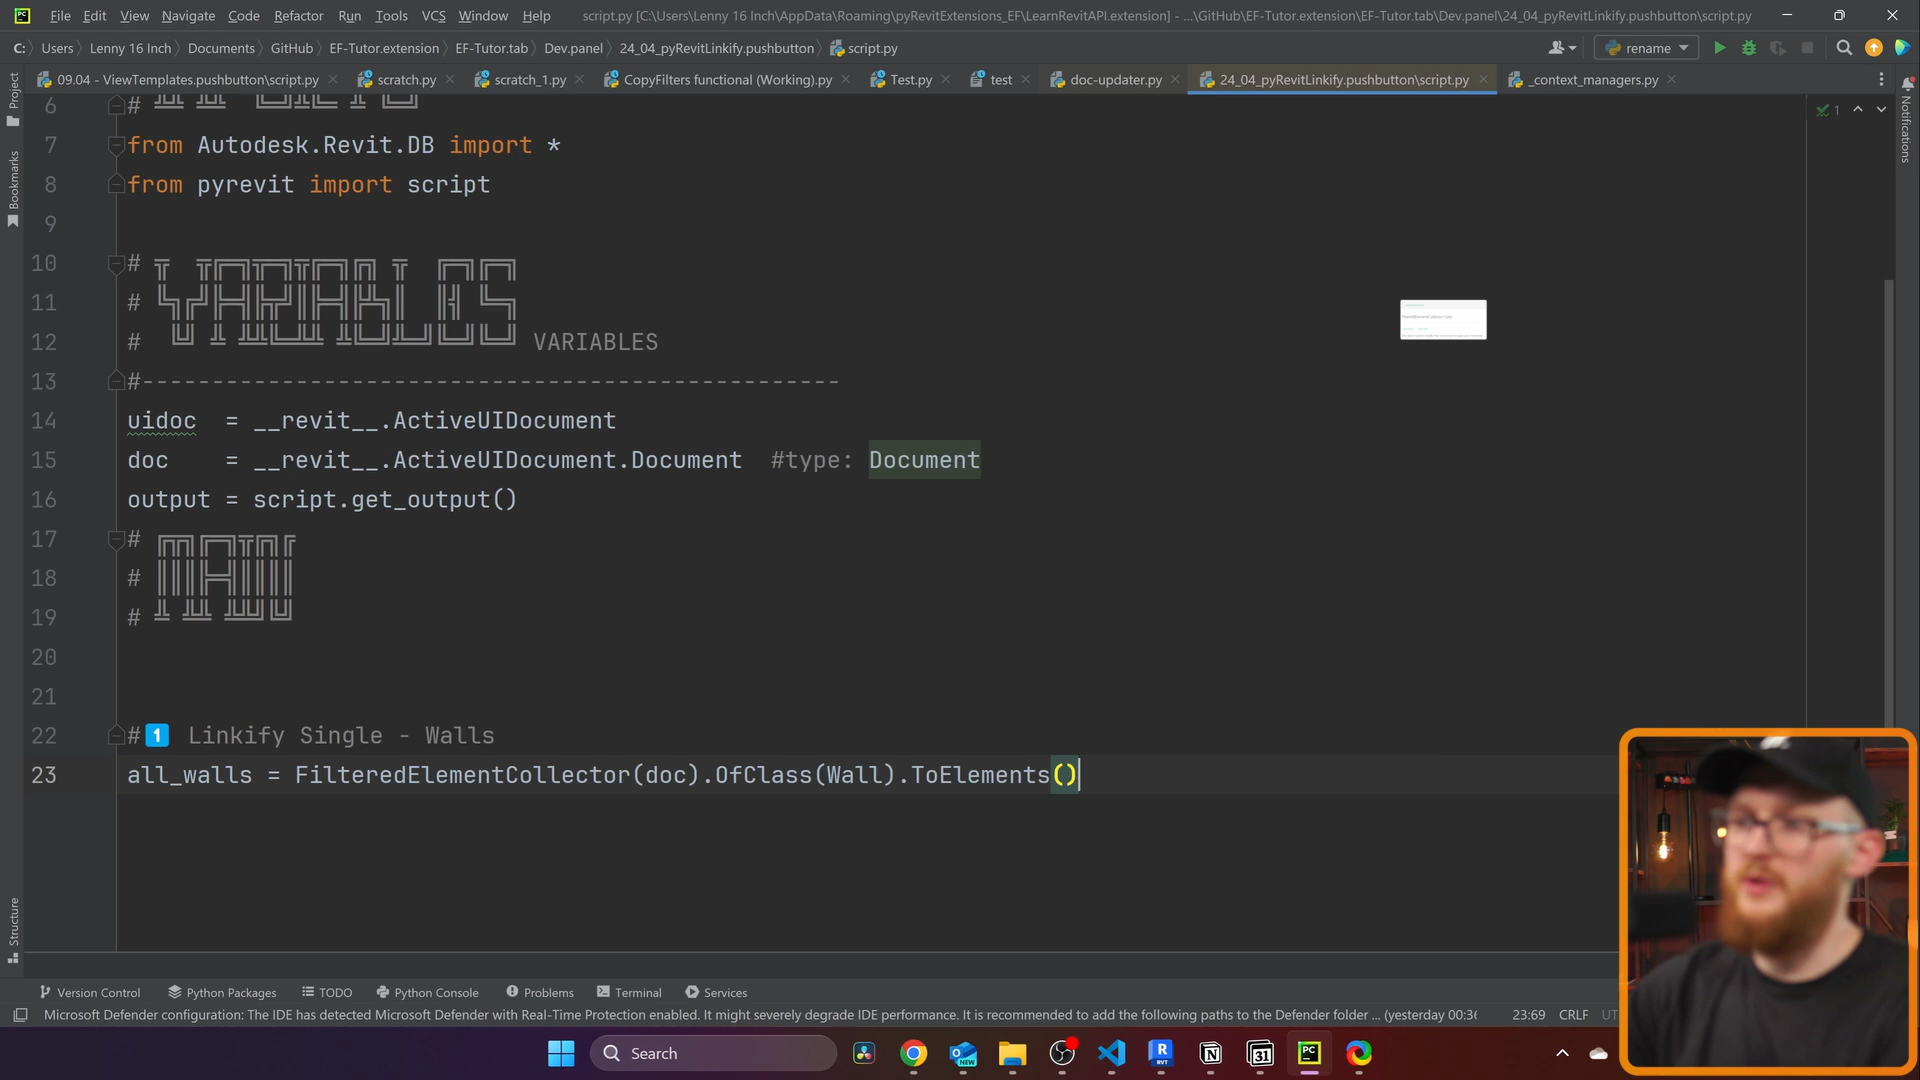 File Edit View Navigate Code Refactor Run Tools VCS Window Help script.py [C:\Users\Lenny 16 Inch\AppData\Roaming\pyRevitExtensions_EF\LearnRevitAPI.extension] - ...\GitHub\EF-Tutor.extension\EF-Tutor.tab\Dev.panel\24_04_pyRevitLinkify.pushbutton\script.py
C: Users Lenny 16 Inch Documents GitHub EF-Tutor.extension EF-Tutor.tab Dev.panel 24_04_pyRevitLinkify.pushbutton script.py rename
09.04 - ViewTemplates.pushbutton\script.py scratch.py scratch_1.py CopyFilters functional (Working).py Test.py test doc-updater.py 24_04_pyRevitLinkify.pushbutton\script.py _context_managers.py
Project
Bookmarks
Structure
Notifications
1
6 #
7 from Autodesk.Revit.DB import *
8 from pyrevit import script
9
10 #
11 #
12 # VARIABLES
13 #--------------------------------------------------
14 uidoc = __revit__.ActiveUIDocument
15 doc = __revit__.ActiveUIDocument.Document #type: Document
16 output = script.get_output()
17 #
18 #
19 #
20
21
22 #1️⃣ Linkify Single - Walls
23 all_walls = FilteredElementCollector(doc).OfClass(Wall).ToElements()
Version Control Python Packages TODO Python Console Problems Terminal Services
Microsoft Defender configuration: The IDE has detected Microsoft Defender with Real-Time Protection enabled. It might severely degrade IDE performance. It is recommended to add the following paths to the Defender folder ... (yesterday 00:36 23:69 CRLF UT
Search